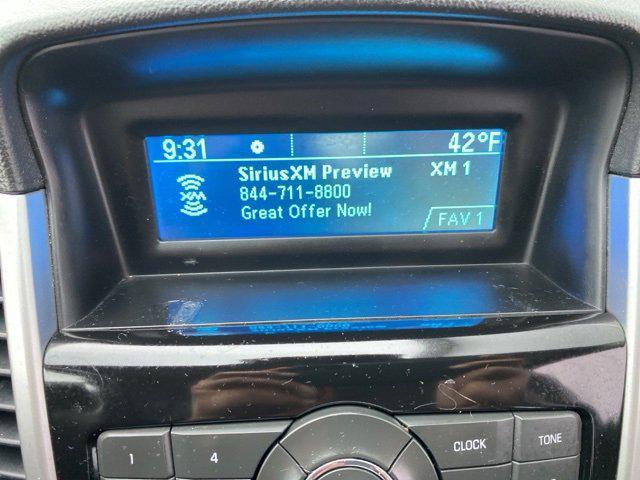 9:31 42°F
SiriusXM Preview XM 1
XM 844-711-8800
Great Offer Now! FAV 1
1 4 CLOCK TONE